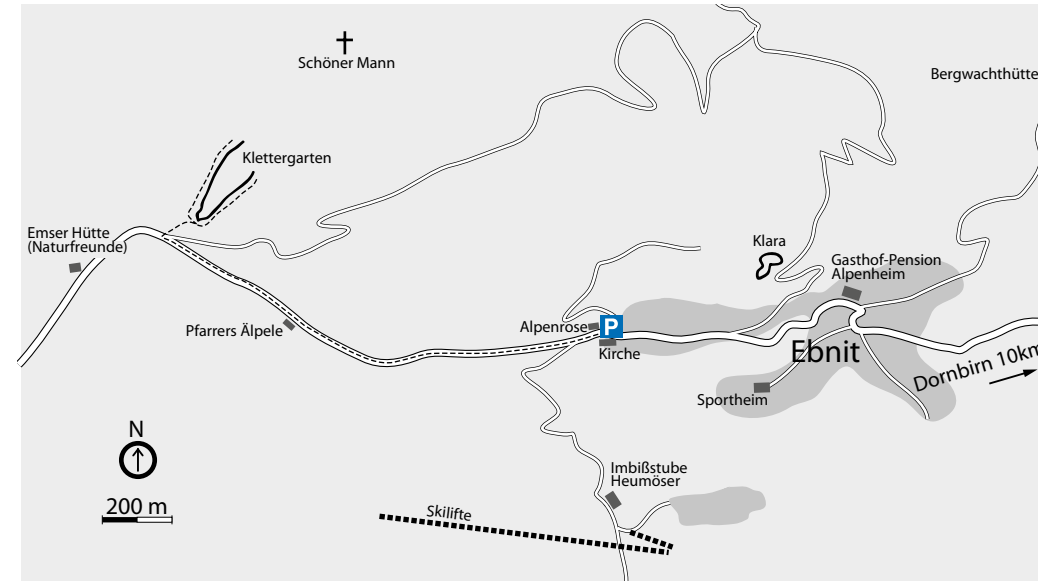 Schöner Mann
Bergwachthütte
Klettergarten
Emser Hütte
(Naturfreunde)
Klara
Gasthof-Pension
Alpenheim
Pfarrers Älpele
Alpenrose
P
Kirche
Ebnit
Dornbirn 10km
Sportheim
N
Imbißstube
Heumöser
200 m
Skilifte